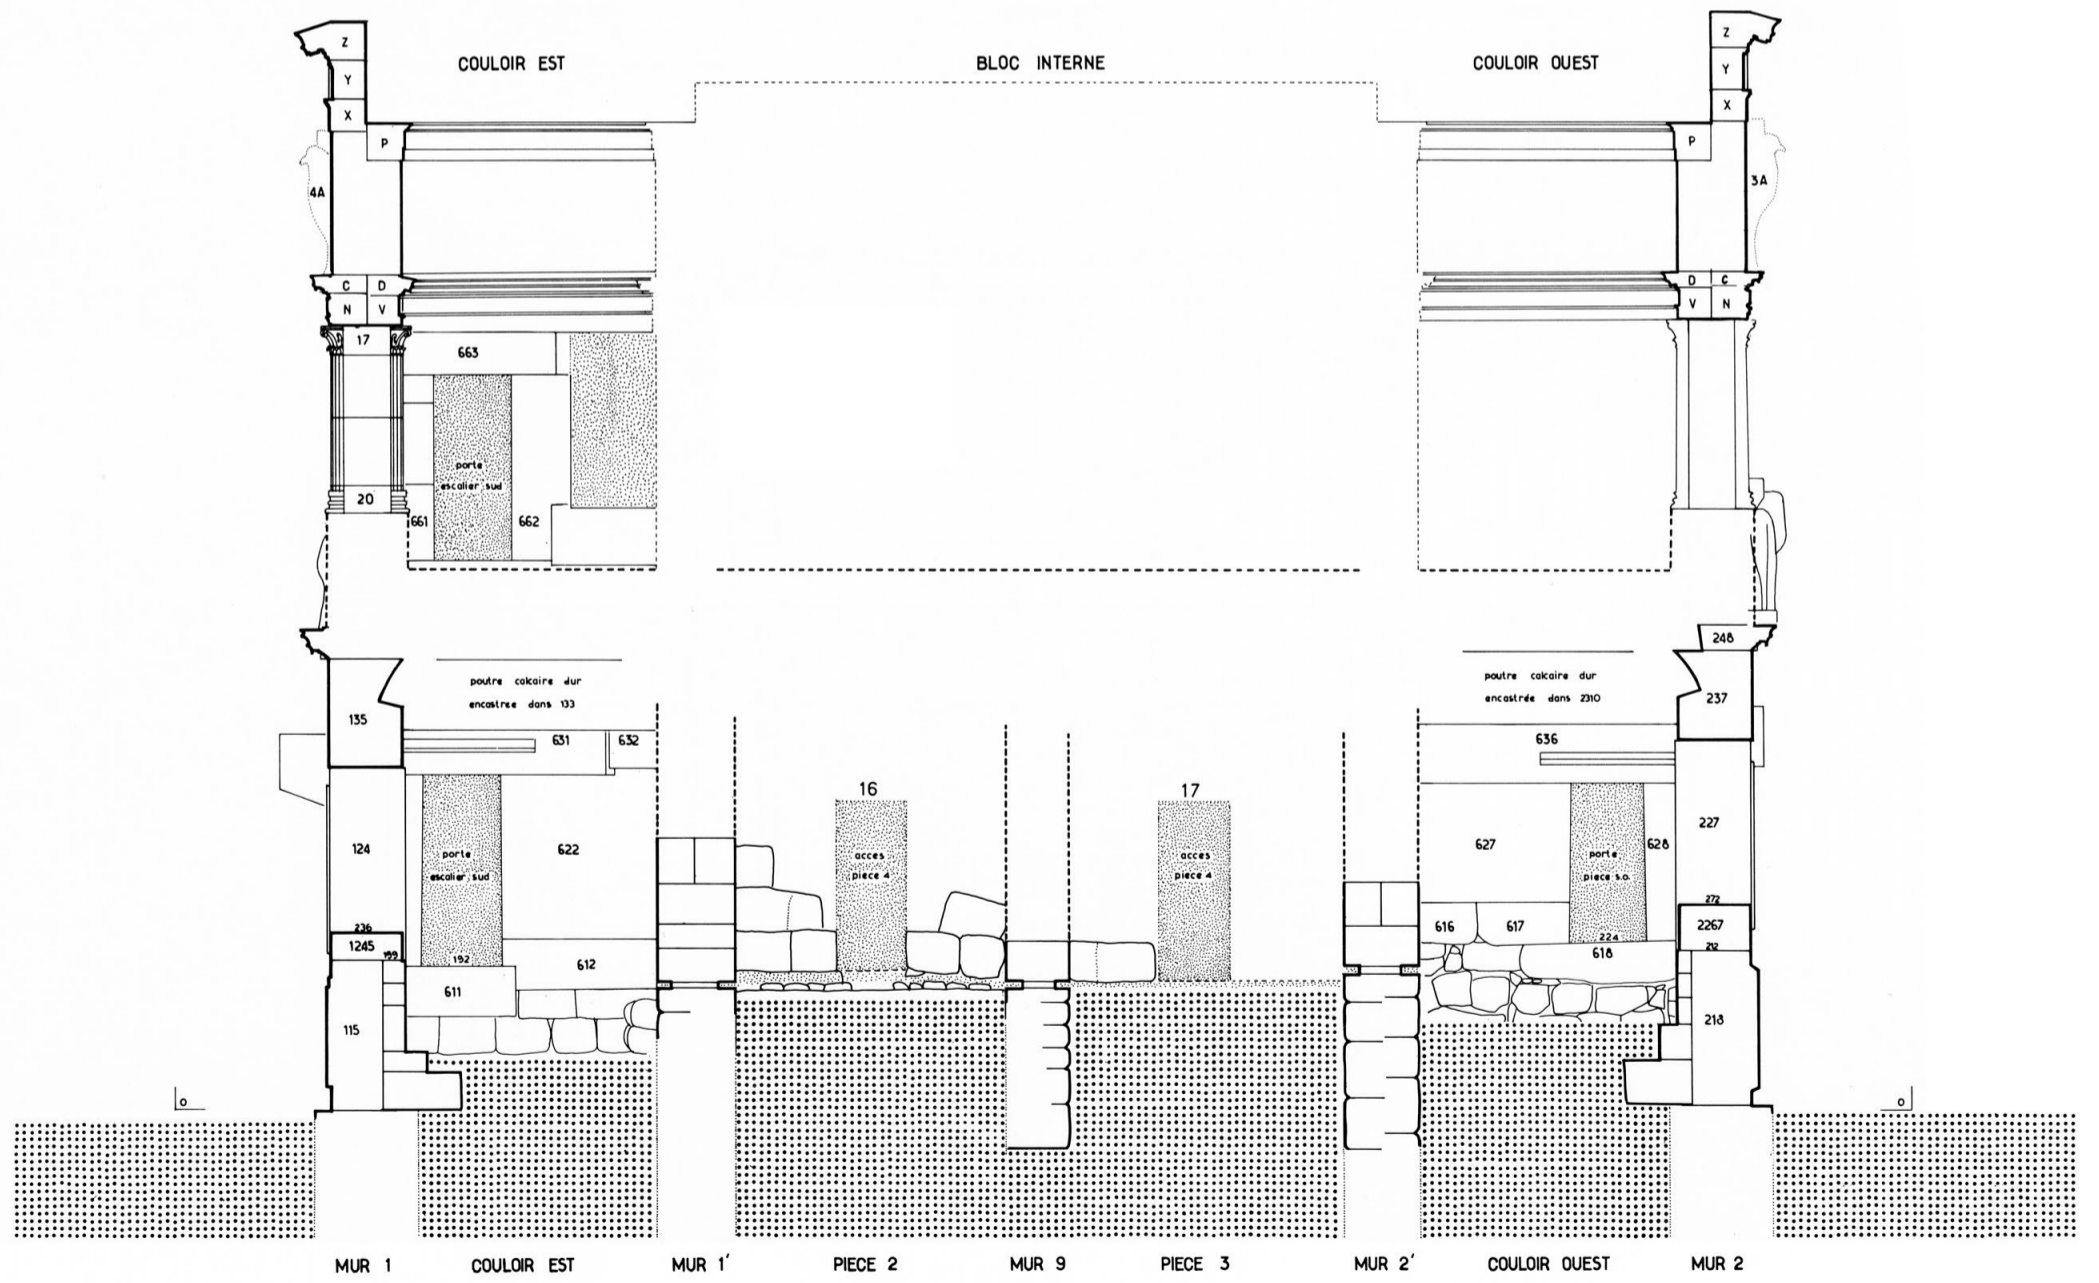 Z
COULOIR EST
BLOC INTERNE
COULOIR OUEST
Z
Y
Y
X
X
P
P
4A
3A
C D
D C
N V
V N
17
663
porte
escalier sud
20
661
662
248
poutre calcaire dur
encastree dans 133
poutre calcaire dur
encastrée dans 2310
135
237
631
632
636
16
17
124
porte
escalier sud
622
acces
piece 4
acces
piece 4
627
porte
piece s.o.
628
227
236
272
1245
199
192
612
616
617
224
618
2267
212
611
115
213
0
0
MUR 1
COULOIR EST
MUR 1'
PIECE 2
MUR 9
PIECE 3
MUR 2'
COULOIR OUEST
MUR 2